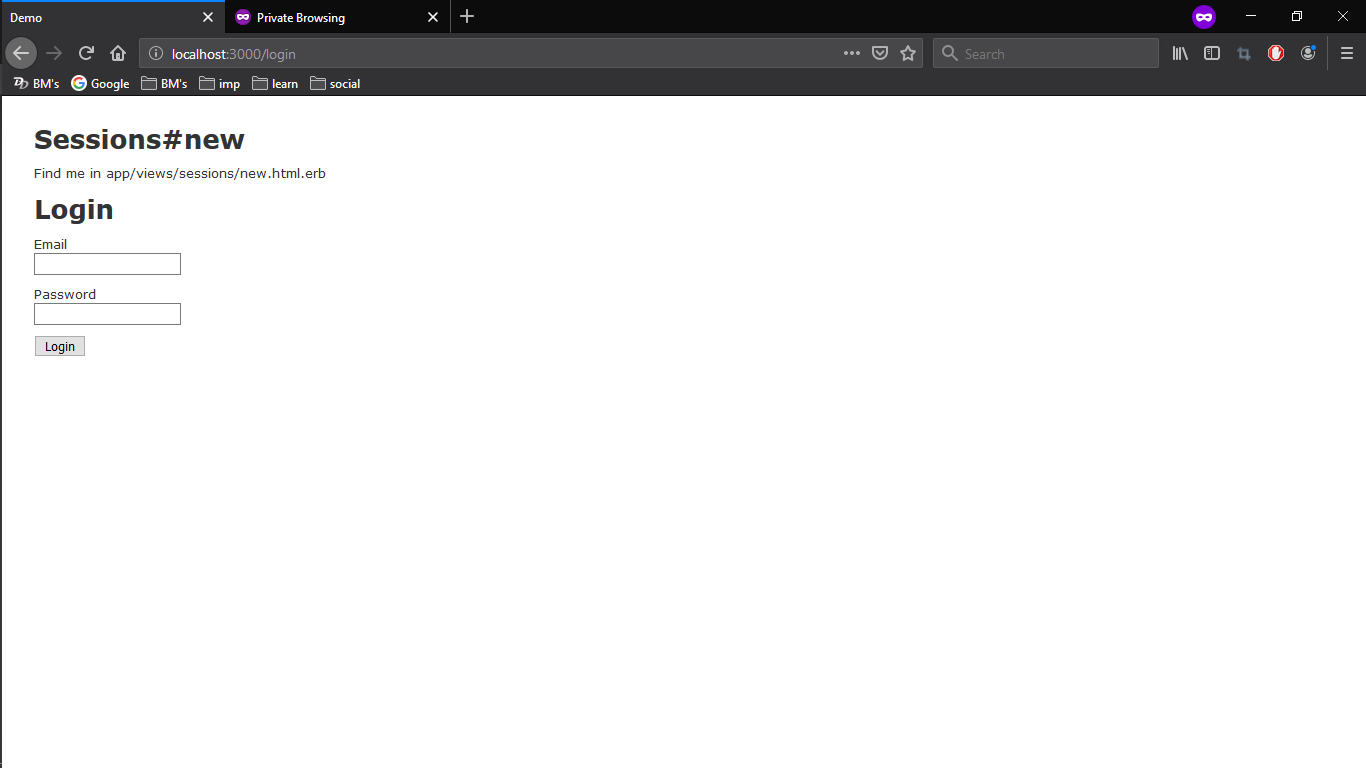 Demo
Private Browsing
localhost:3000/login
Search
BM's Google BM's imp learn social
Sessions#new
Find me in app/views/sessions/new.html.erb
Login
Email
Password
Login